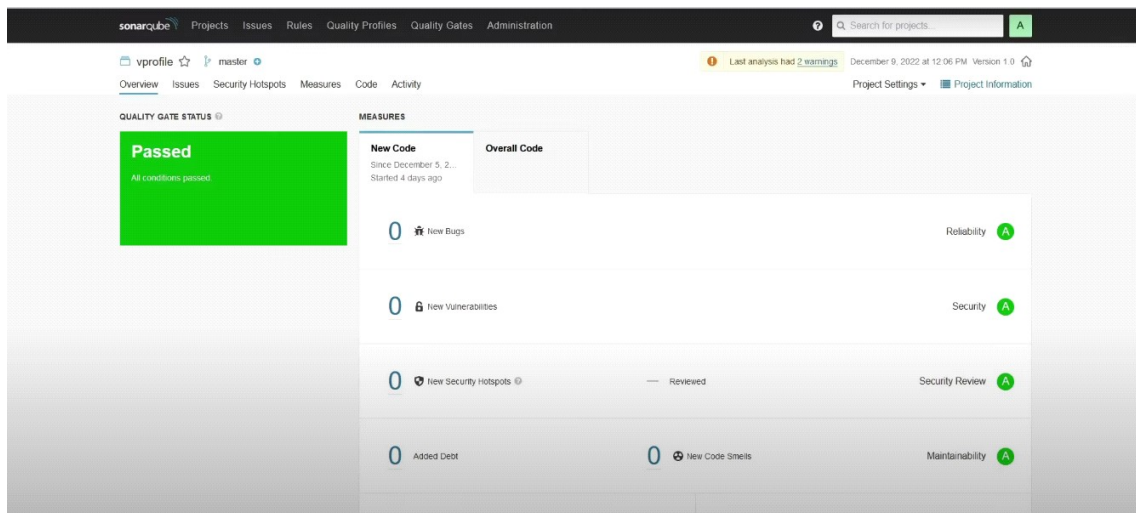 sonarqube Projects Issues Rules Quality Profiles Quality Gates Administration Search for projects... A
vprofile master Last analysis had 2 warnings December 9, 2022 at 12:06 PM Version 1.0
Overview Issues Security Hotspots Measures Code Activity Project Settings Project Information
QUALITY GATE STATUS MEASURES
Passed
All conditions passed.
New Code Overall Code
Since December 5, 2...
Started 4 days ago
0 New Bugs Reliability A
0 New Vulnerabilities Security A
0 New Security Hotspots Reviewed Security Review A
0 Added Debt 0 New Code Smells Maintainability A